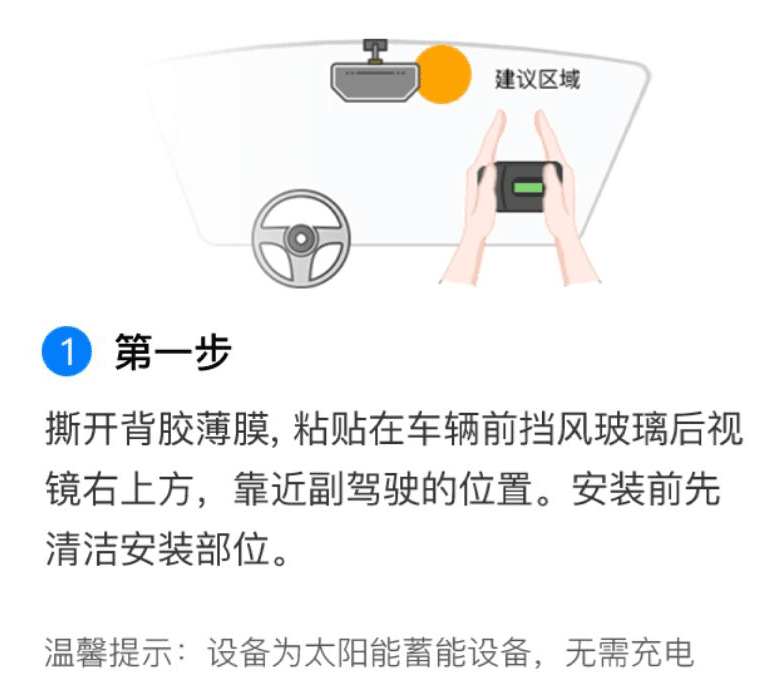 建议区域
1 第一步
撕开背胶薄膜, 粘贴在车辆前挡风玻璃后视
镜右上方，靠近副驾驶的位置。安装前先
清洁安装部位。
温馨提示：设备为太阳能蓄能设备，无需充电